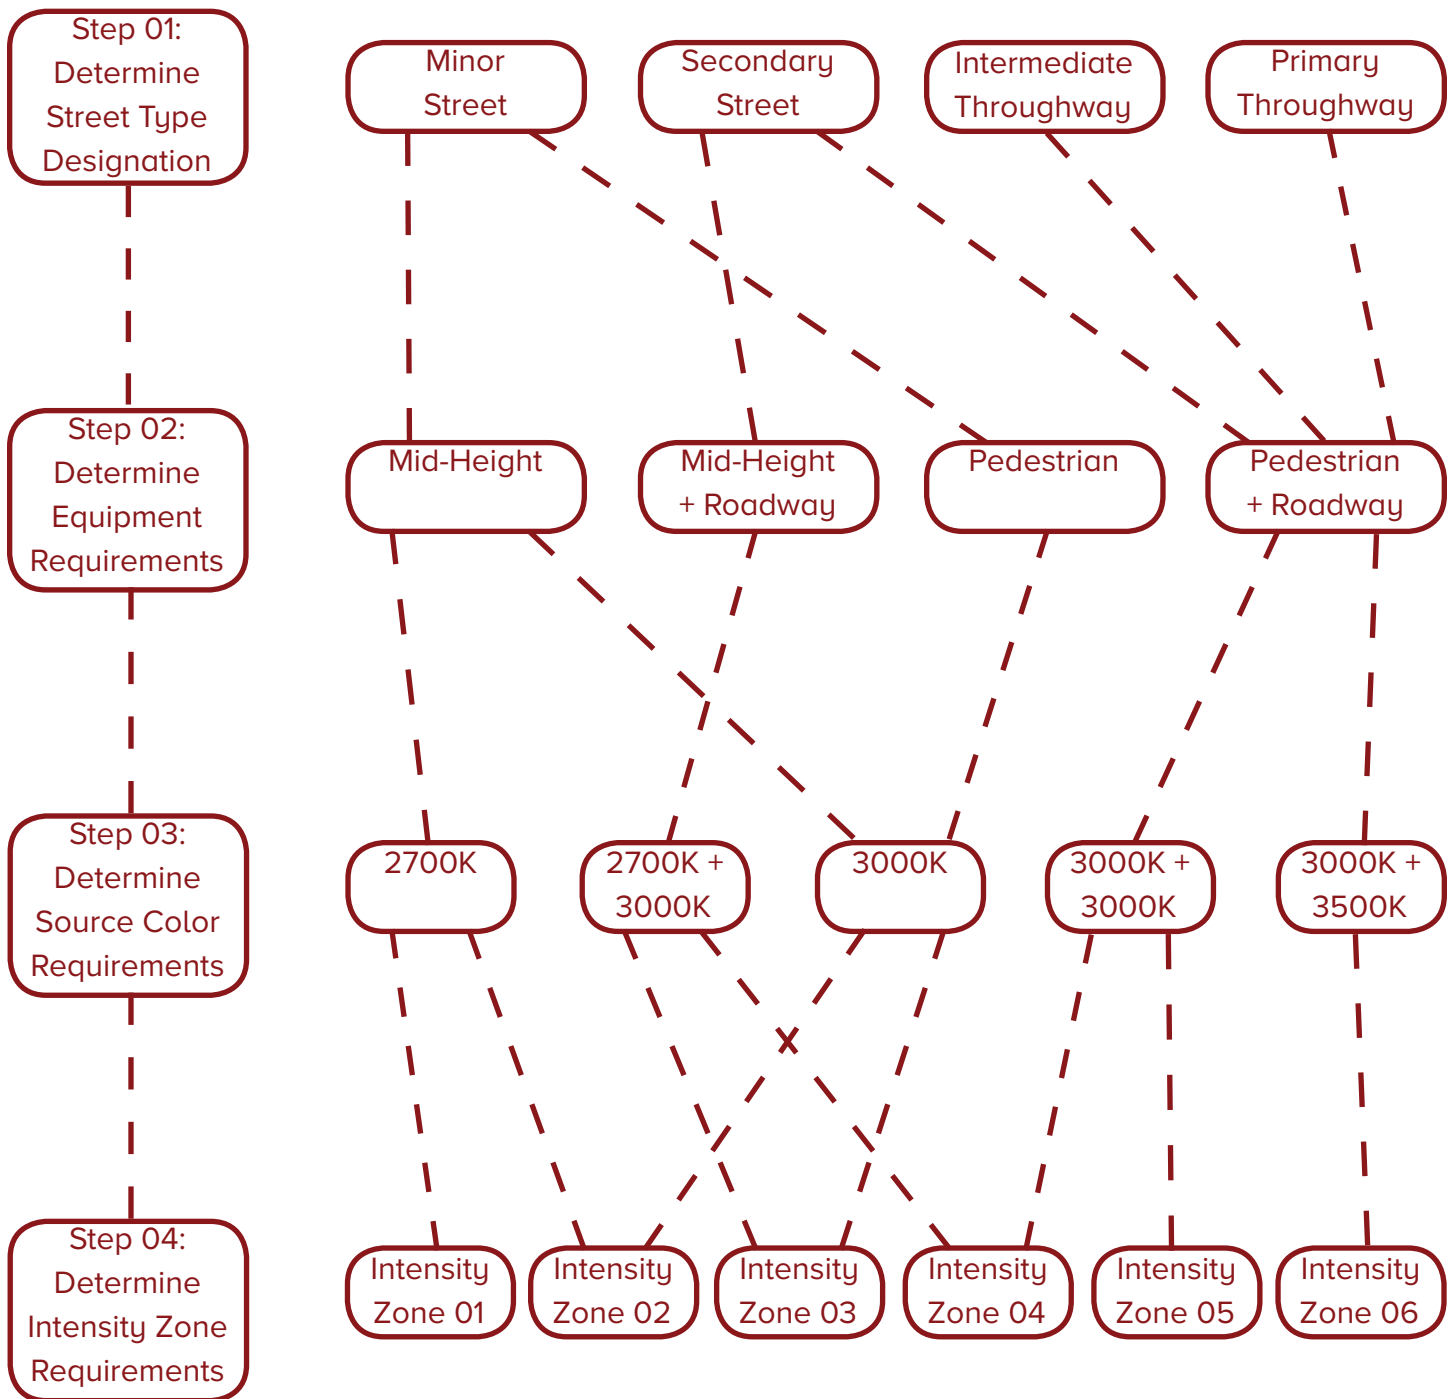 Step 01:
Determine
Street Type
Designation
Minor
Street
Secondary
Street
Intermediate
Throughway
Primary
Throughway
Step 02:
Determine
Equipment
Requirements
Mid-Height
Mid-Height
+ Roadway
Pedestrian
Pedestrian
+ Roadway
Step 03:
Determine
Source Color
Requirements
2700K
2700K +
3000K
3000K
3000K +
3000K
3000K +
3500K
Step 04:
Determine
Intensity Zone
Requirements
Intensity
Zone 01
Intensity
Zone 02
Intensity
Zone 03
Intensity
Zone 04
Intensity
Zone 05
Intensity
Zone 06